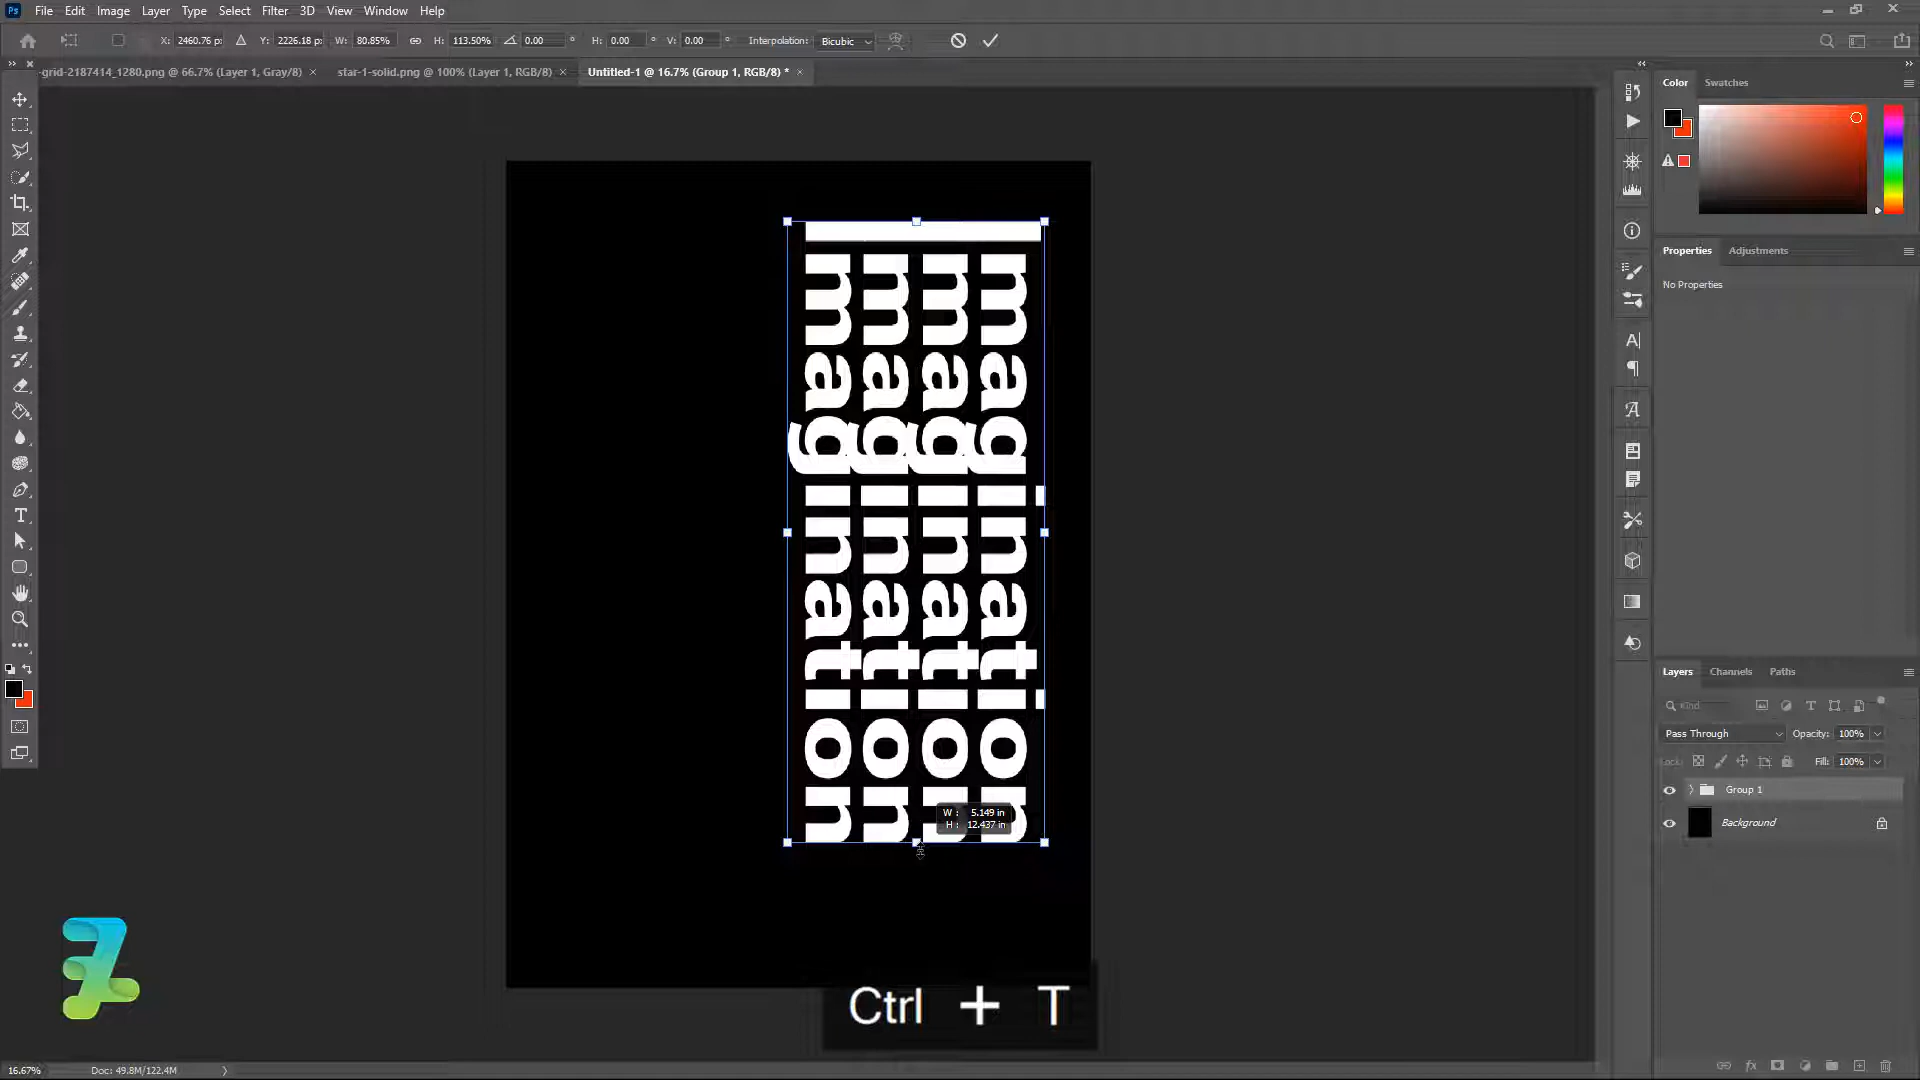 Ps File Edit Image Layer Type Select Filter 3D View Window Help
X: 2460.76 p: Y: 2226.18 p: W: 80.85% H: 113.50% 0.00 ° H: 0.00 ° V: 0.00 ° Interpolation: Bicubic
-grid-2187414_1280.png @ 66.7% (Layer 1, Gray/8) × star-1-solid.png @ 100% (Layer 1, RGB/8) × Untitled-1 @ 16.7% (Group 1, RGB/8) * ×
Color Swatches
Properties Adjustments
No Properties
Imagination
Imagination
Imagination
Imagination
W : 5.149 in
H : 12.437 in
Layers Channels Paths
Kind
Pass Through Opacity: 100%
Lock: Fill: 100%
Group 1
Background
Ctrl + T
16.67% Doc: 49.8M/122.4M